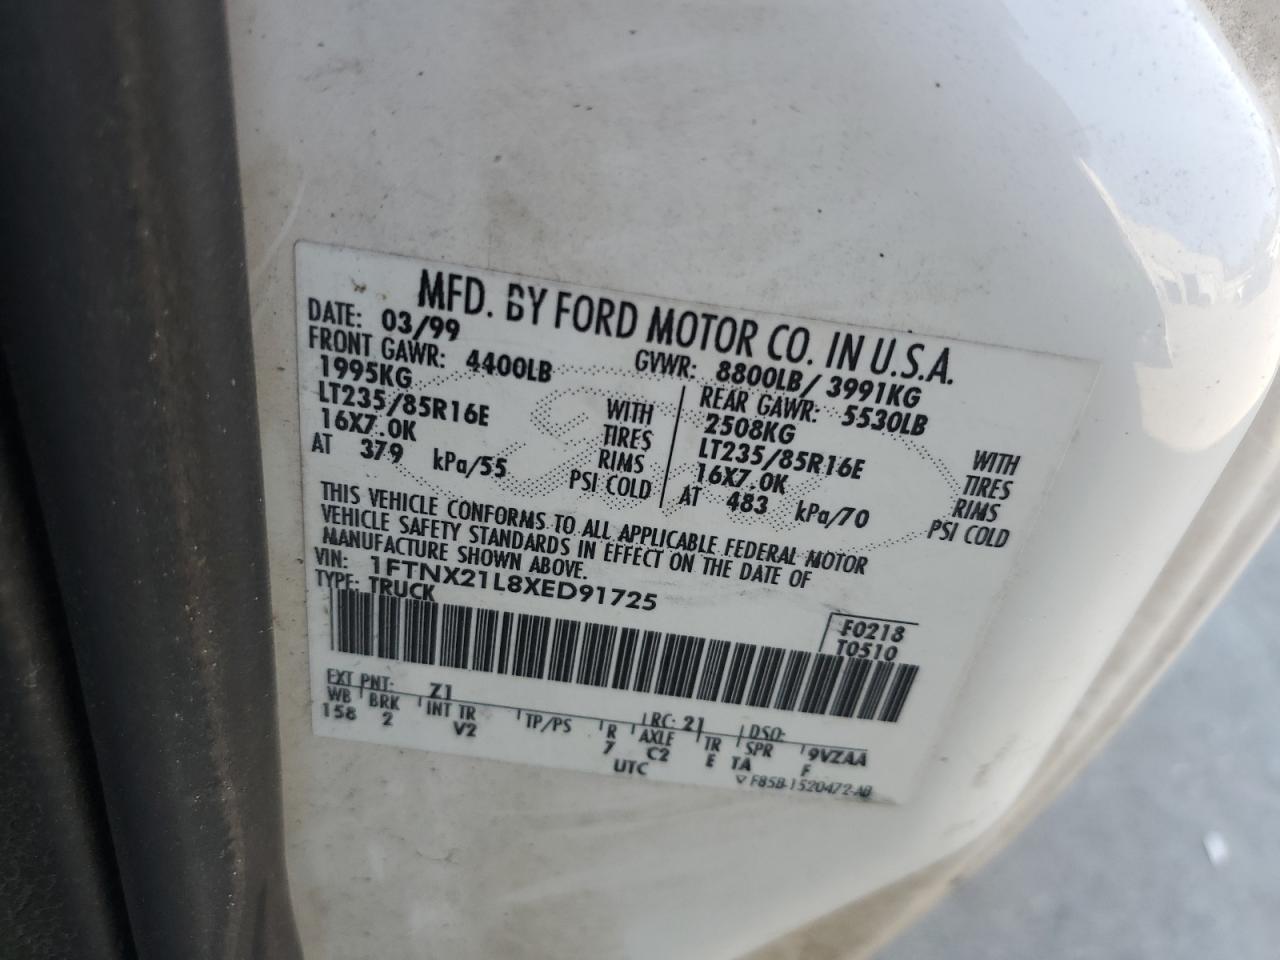 MFD. BY FORD MOTOR CO. IN U.S.A.
DATE: 03/99 GVWR: 8800LB/ 3991KG
FRONT GAWR: 4400LB REAR GAWR: 5530LB
1995KG WITH 2508KG WITH
LT235/85R16E TIRES LT235/85R16E TIRES
16X7.0K RIMS 16X7.0K RIMS
AT 379 kPa/55 PSI COLD AT 483 kPa/70 PSI COLD
THIS VEHICLE CONFORMS TO ALL APPLICABLE FEDERAL MOTOR
VEHICLE SAFETY STANDARDS IN EFFECT ON THE DATE OF
MANUFACTURE SHOWN ABOVE.
VIN: 1FTNX21L8XED91725
TYPE: TRUCK
F0218
T0510
EXT PNT: Z1 RC: 21 DSO:
WB BRK INT TR TP/PS R AXLE TR SPR 9VZAA
158 2 V2 7 C2 E TA F
UTC
F85B-1520472-AB